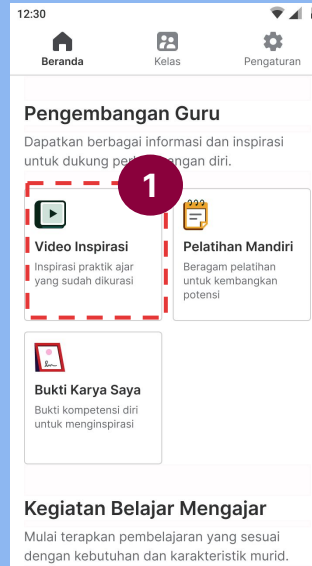 12:30
Beranda
Kelas
Pengaturan
Pengembangan Guru
Dapatkan berbagai informasi dan inspirasi
untuk dukung angan diri.
1
Video Inspirasi
Inspirasi praktik ajar
yang sudah dikurasi
Pelatihan Mandiri
Beragam pelatihan
untuk kembangkan
potensi
Bukti Karya Saya
Bukti kompetensi diri
untuk menginspirasi
Kegiatan Belajar Mengajar
Mulai terapkan pembelajaran yang sesuai
dengan kebutuhan dan karakteristik murid.